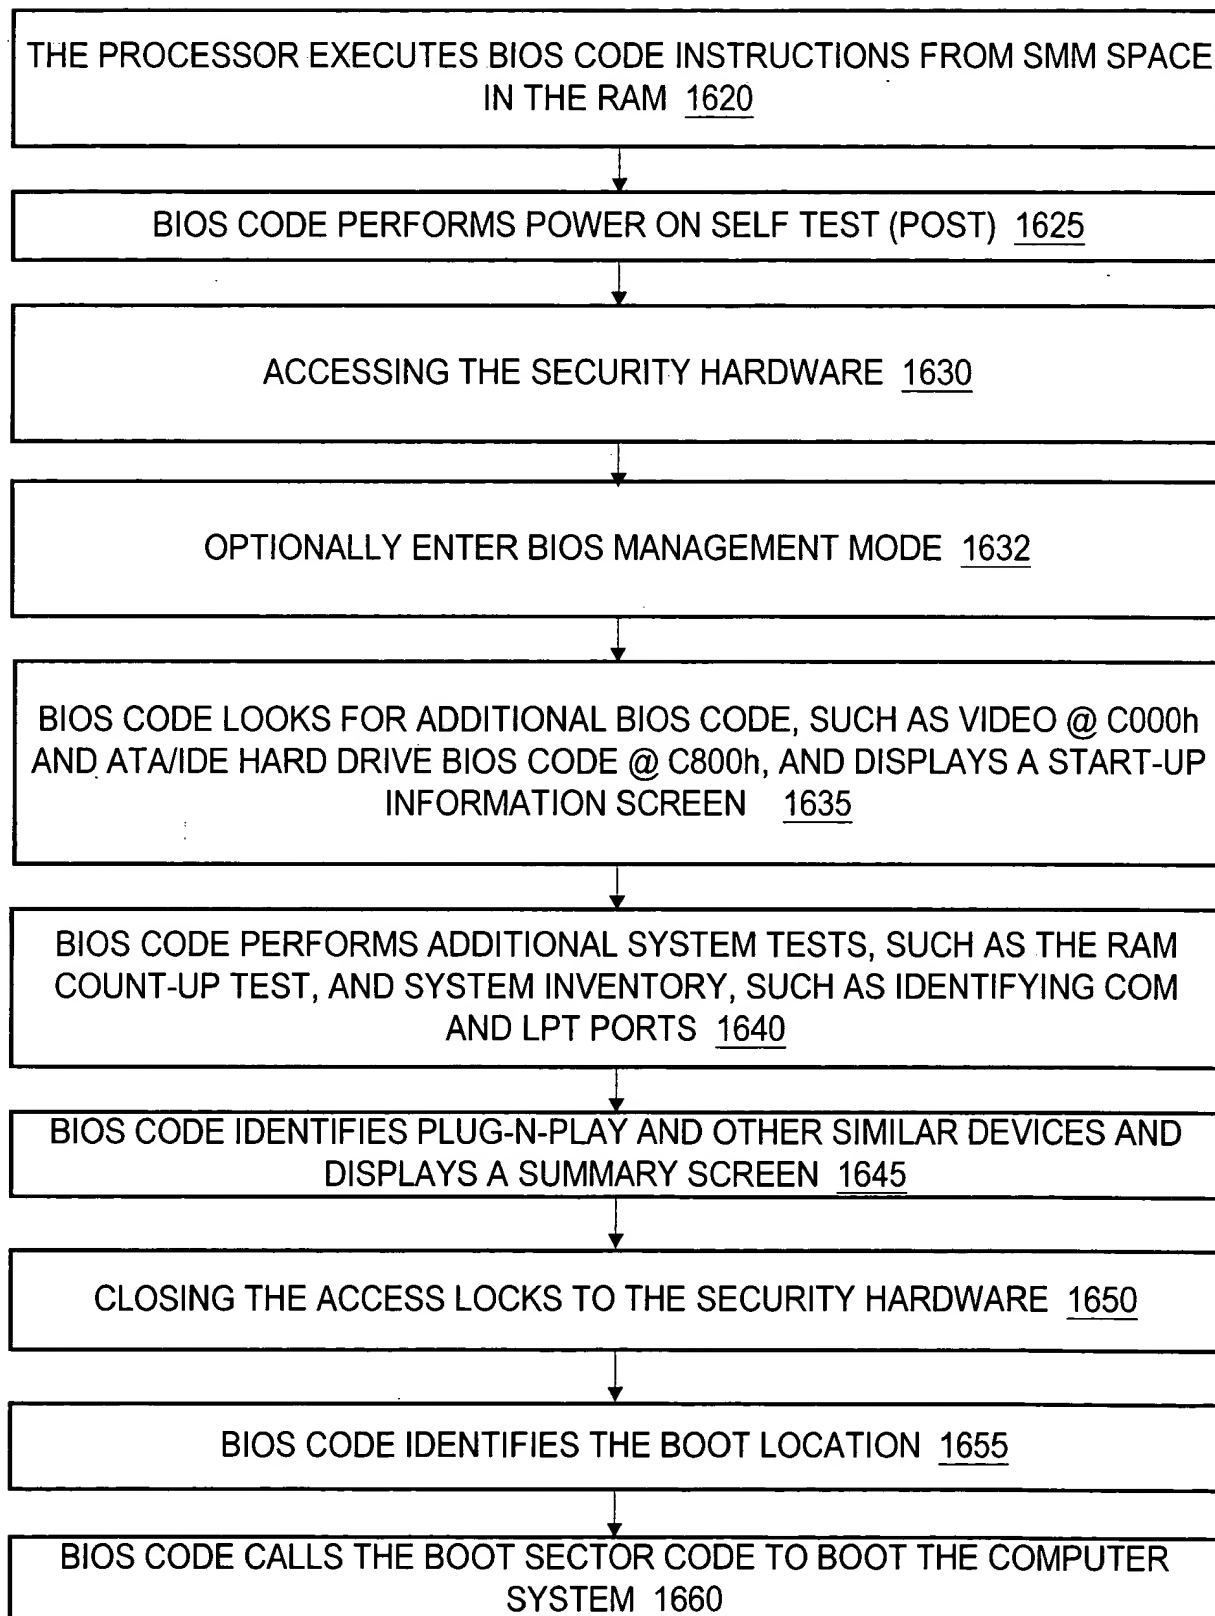 THE PROCESSOR EXECUTES BIOS CODE INSTRUCTIONS FROM SMM SPACE
IN THE RAM 1620
BIOS CODE PERFORMS POWER ON SELF TEST (POST) 1625
ACCESSING THE SECURITY HARDWARE 1630
OPTIONALLY ENTER BIOS MANAGEMENT MODE 1632
BIOS CODE LOOKS FOR ADDITIONAL BIOS CODE, SUCH AS VIDEO @ C000h
AND ATA/IDE HARD DRIVE BIOS CODE @ C800h, AND DISPLAYS A START-UP
INFORMATION SCREEN 1635
BIOS CODE PERFORMS ADDITIONAL SYSTEM TESTS, SUCH AS THE RAM
COUNT-UP TEST, AND SYSTEM INVENTORY, SUCH AS IDENTIFYING COM
AND LPT PORTS 1640
BIOS CODE IDENTIFIES PLUG-N-PLAY AND OTHER SIMILAR DEVICES AND
DISPLAYS A SUMMARY SCREEN 1645
CLOSING THE ACCESS LOCKS TO THE SECURITY HARDWARE 1650
BIOS CODE IDENTIFIES THE BOOT LOCATION 1655
BIOS CODE CALLS THE BOOT SECTOR CODE TO BOOT THE COMPUTER
SYSTEM 1660